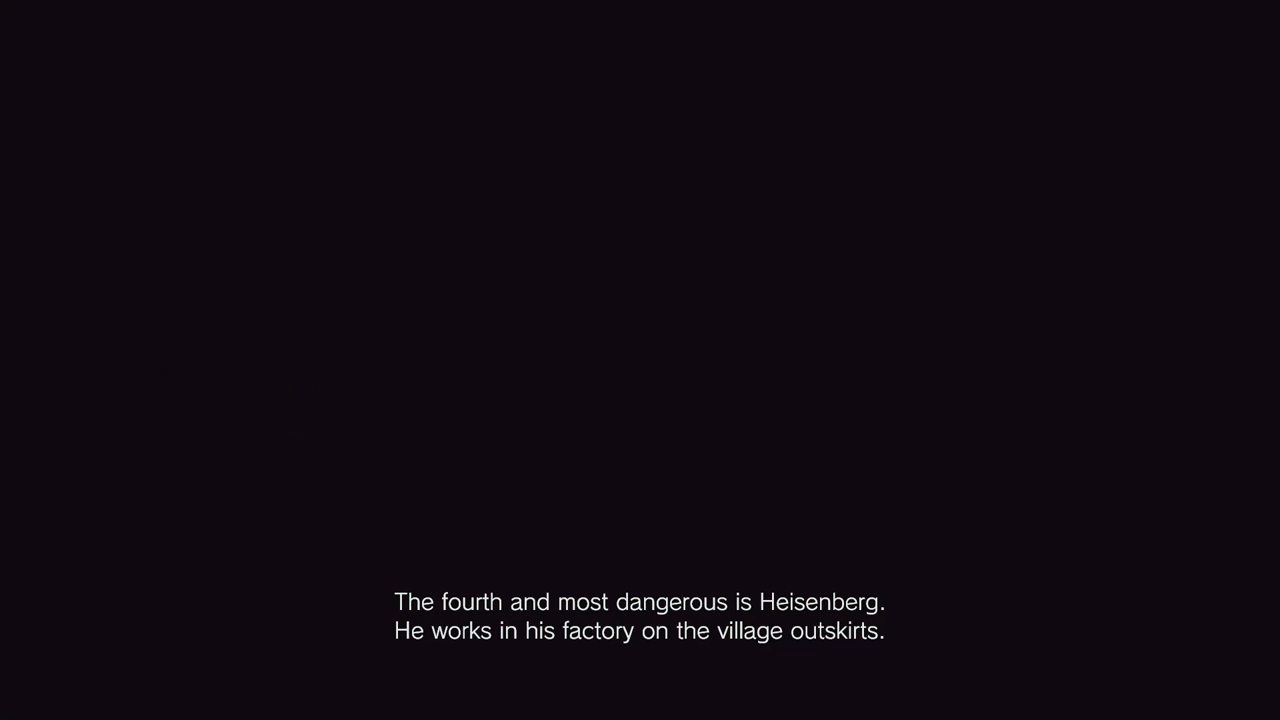 The fourth and most dangerous is Heisenberg.
He works in his factory on the village outskirts.